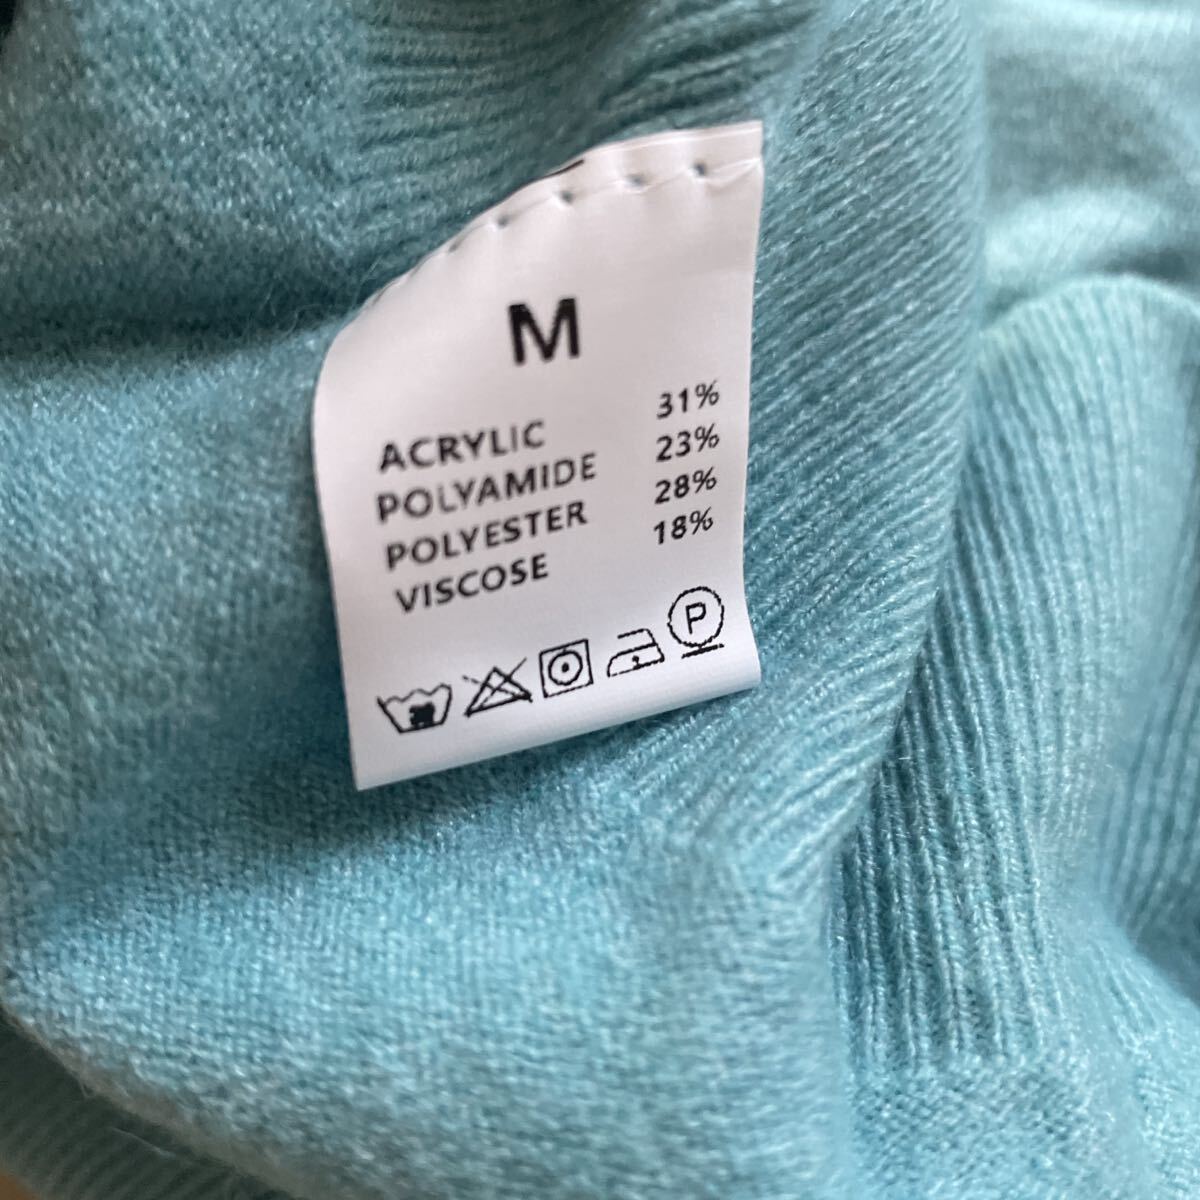 M
ACRYLIC 31%
POLYAMIDE 23%
POLYESTER 28%
VISCOSE 18%
P